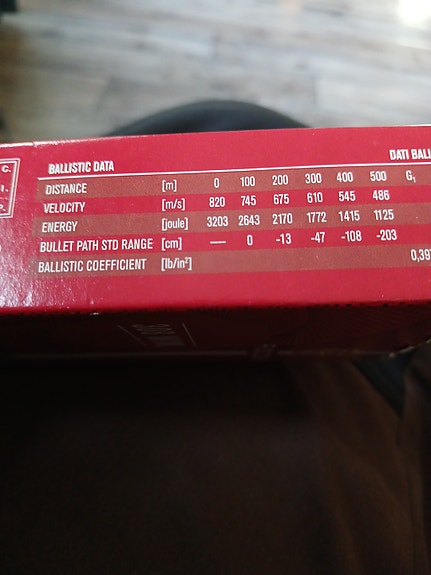 C.
I.
P.
BALLISTIC DATA DATI BALL
DISTANCE [m] 0 100 200 300 400 500 G1
VELOCITY [m/s] 820 745 675 610 545 486
ENERGY [joule] 3203 2643 2170 1772 1415 1125
BULLET PATH STD RANGE [cm] — 0 -13 -47 -108 -203
BALLISTIC COEFFICIENT [lb/in²] 0,397